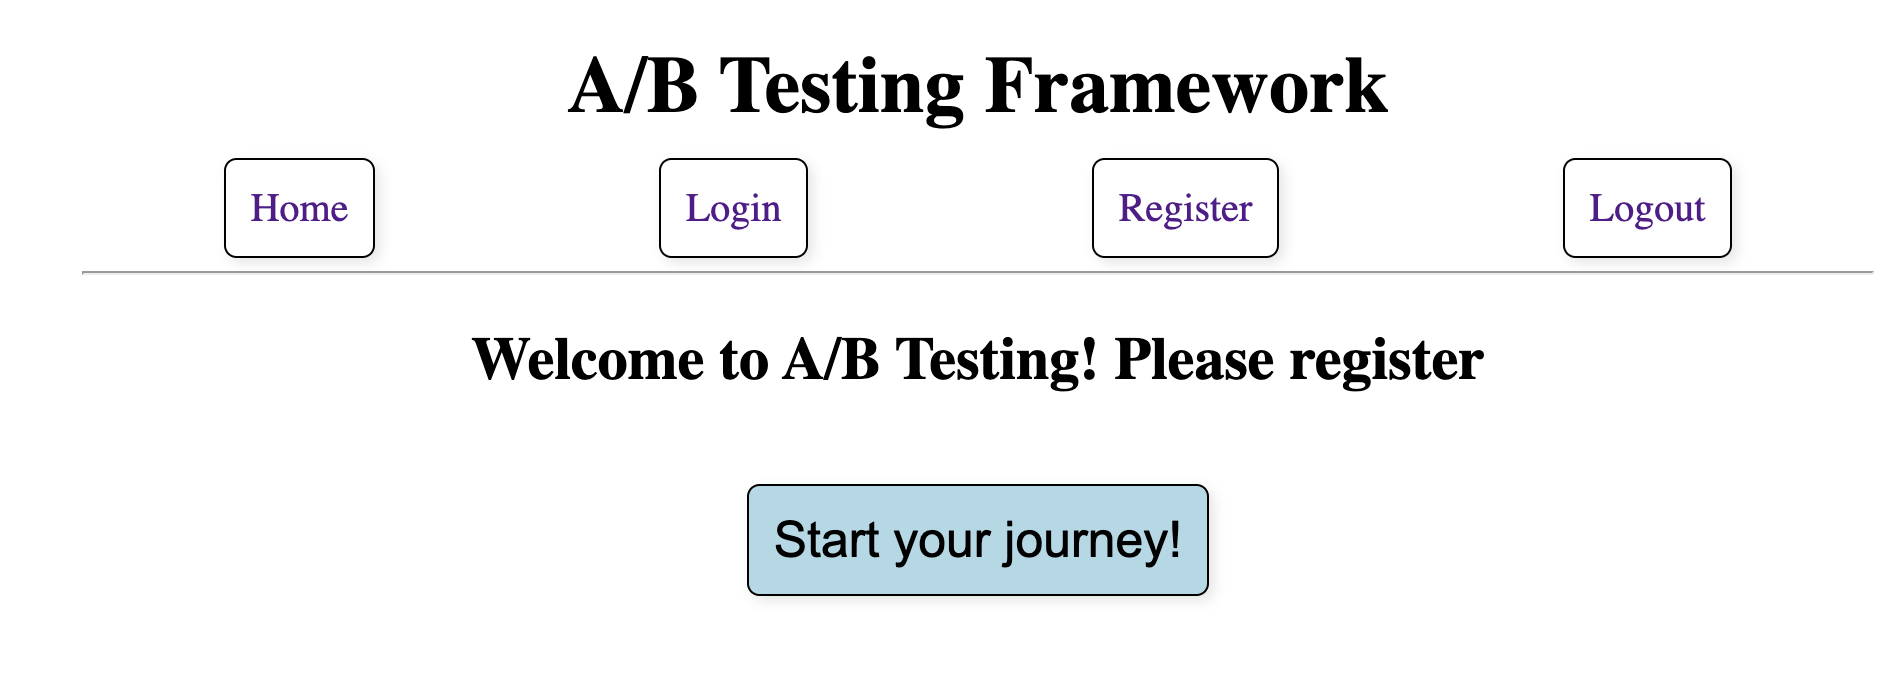 A/B Testing Framework
Home Login Register Logout
Welcome to A/B Testing! Please register
Start your journey!